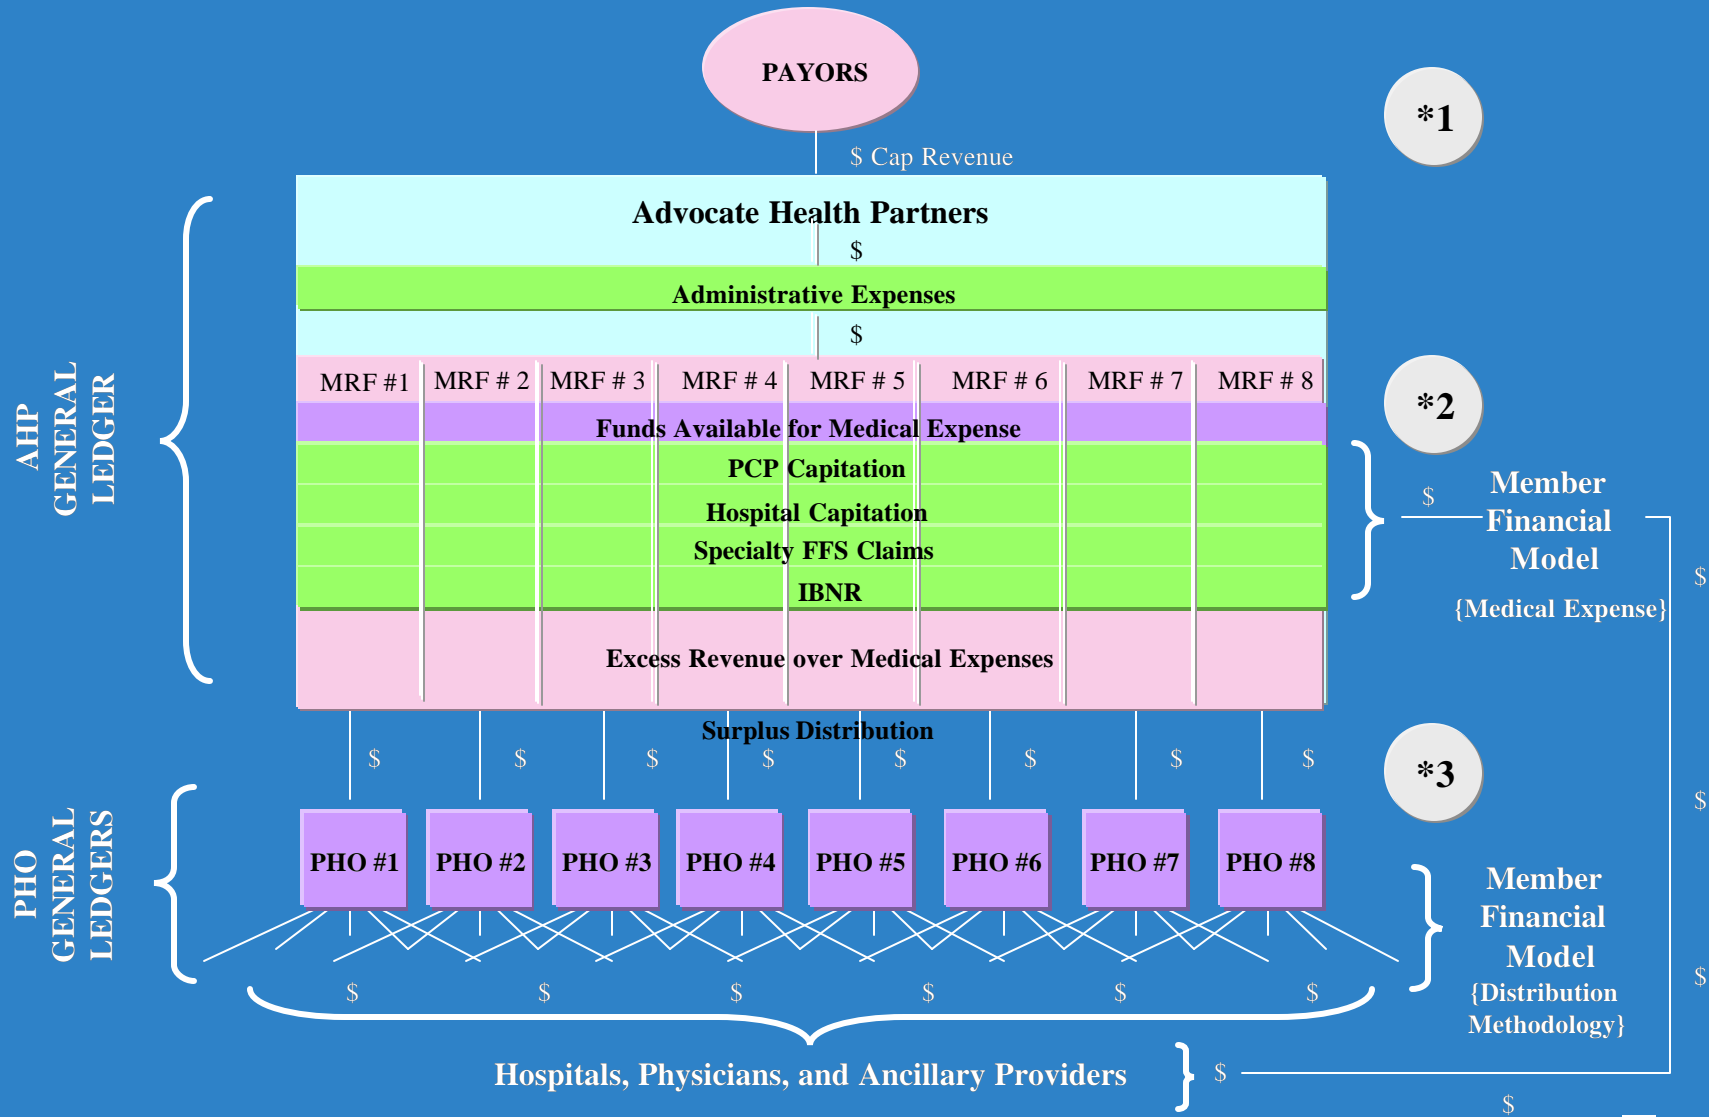 PAYORS
*1
$ Cap Revenue
Advocate Health Partners
$
Administrative Expenses
$
AHP
GENERAL
LEDGER
MRF #1 MRF # 2 MRF # 3 MRF # 4 MRF # 5 MRF # 6 MRF # 7 MRF # 8
*2
Funds Available for Medical Expense
PCP Capitation
Hospital Capitation
Specialty FFS Claims
IBNR
$
Member
Financial
Model
{Medical Expense}
$
Excess Revenue over Medical Expenses
Surplus Distribution
$ $ $ $ $ $ $ $
*3
$
PHO
GENERAL
LEDGERS
PHO #1 PHO #2 PHO #3 PHO #4 PHO #5 PHO #6 PHO #7 PHO #8
Member
Financial
Model
{Distribution
Methodology}
$
$ $ $ $ $ $
Hospitals, Physicians, and Ancillary Providers
$
$